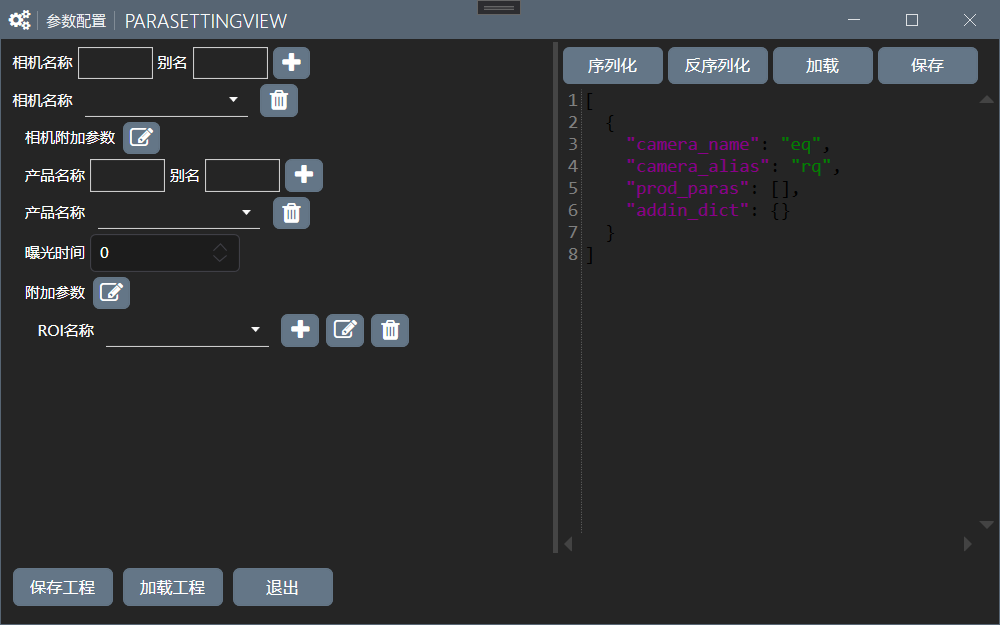 参数配置 PARASETTINGVIEW
相机名称 别名
相机名称
相机附加参数
产品名称 别名
产品名称
曝光时间 0
附加参数
ROI名称
保存工程 加载工程 退出
序列化 反序列化 加载 保存
1 [
2 {
3 "camera_name": "eq",
4 "camera_alias": "rq",
5 "prod_paras": [],
6 "addin_dict": {}
7 }
8 ]